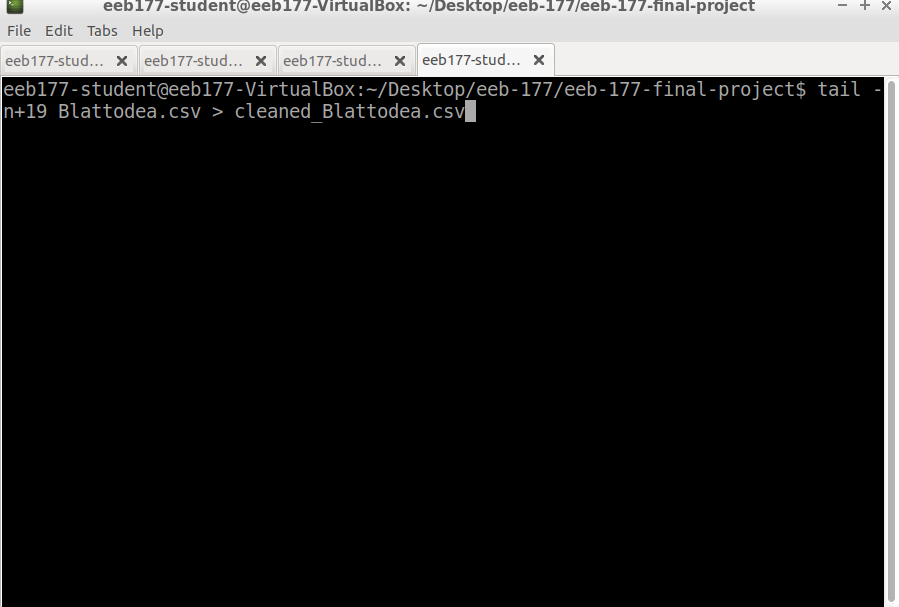 eeb177-student@eeb177-VirtualBox: ~/Desktop/eeb-177/eeb-177-final-project
File Edit Tabs Help
eeb177-stud... eeb177-stud... eeb177-stud... eeb177-stud...
eeb177-student@eeb177-VirtualBox:~/Desktop/eeb-177/eeb-177-final-project$ tail -
n+19 Blattodea.csv > cleaned_Blattodea.csv